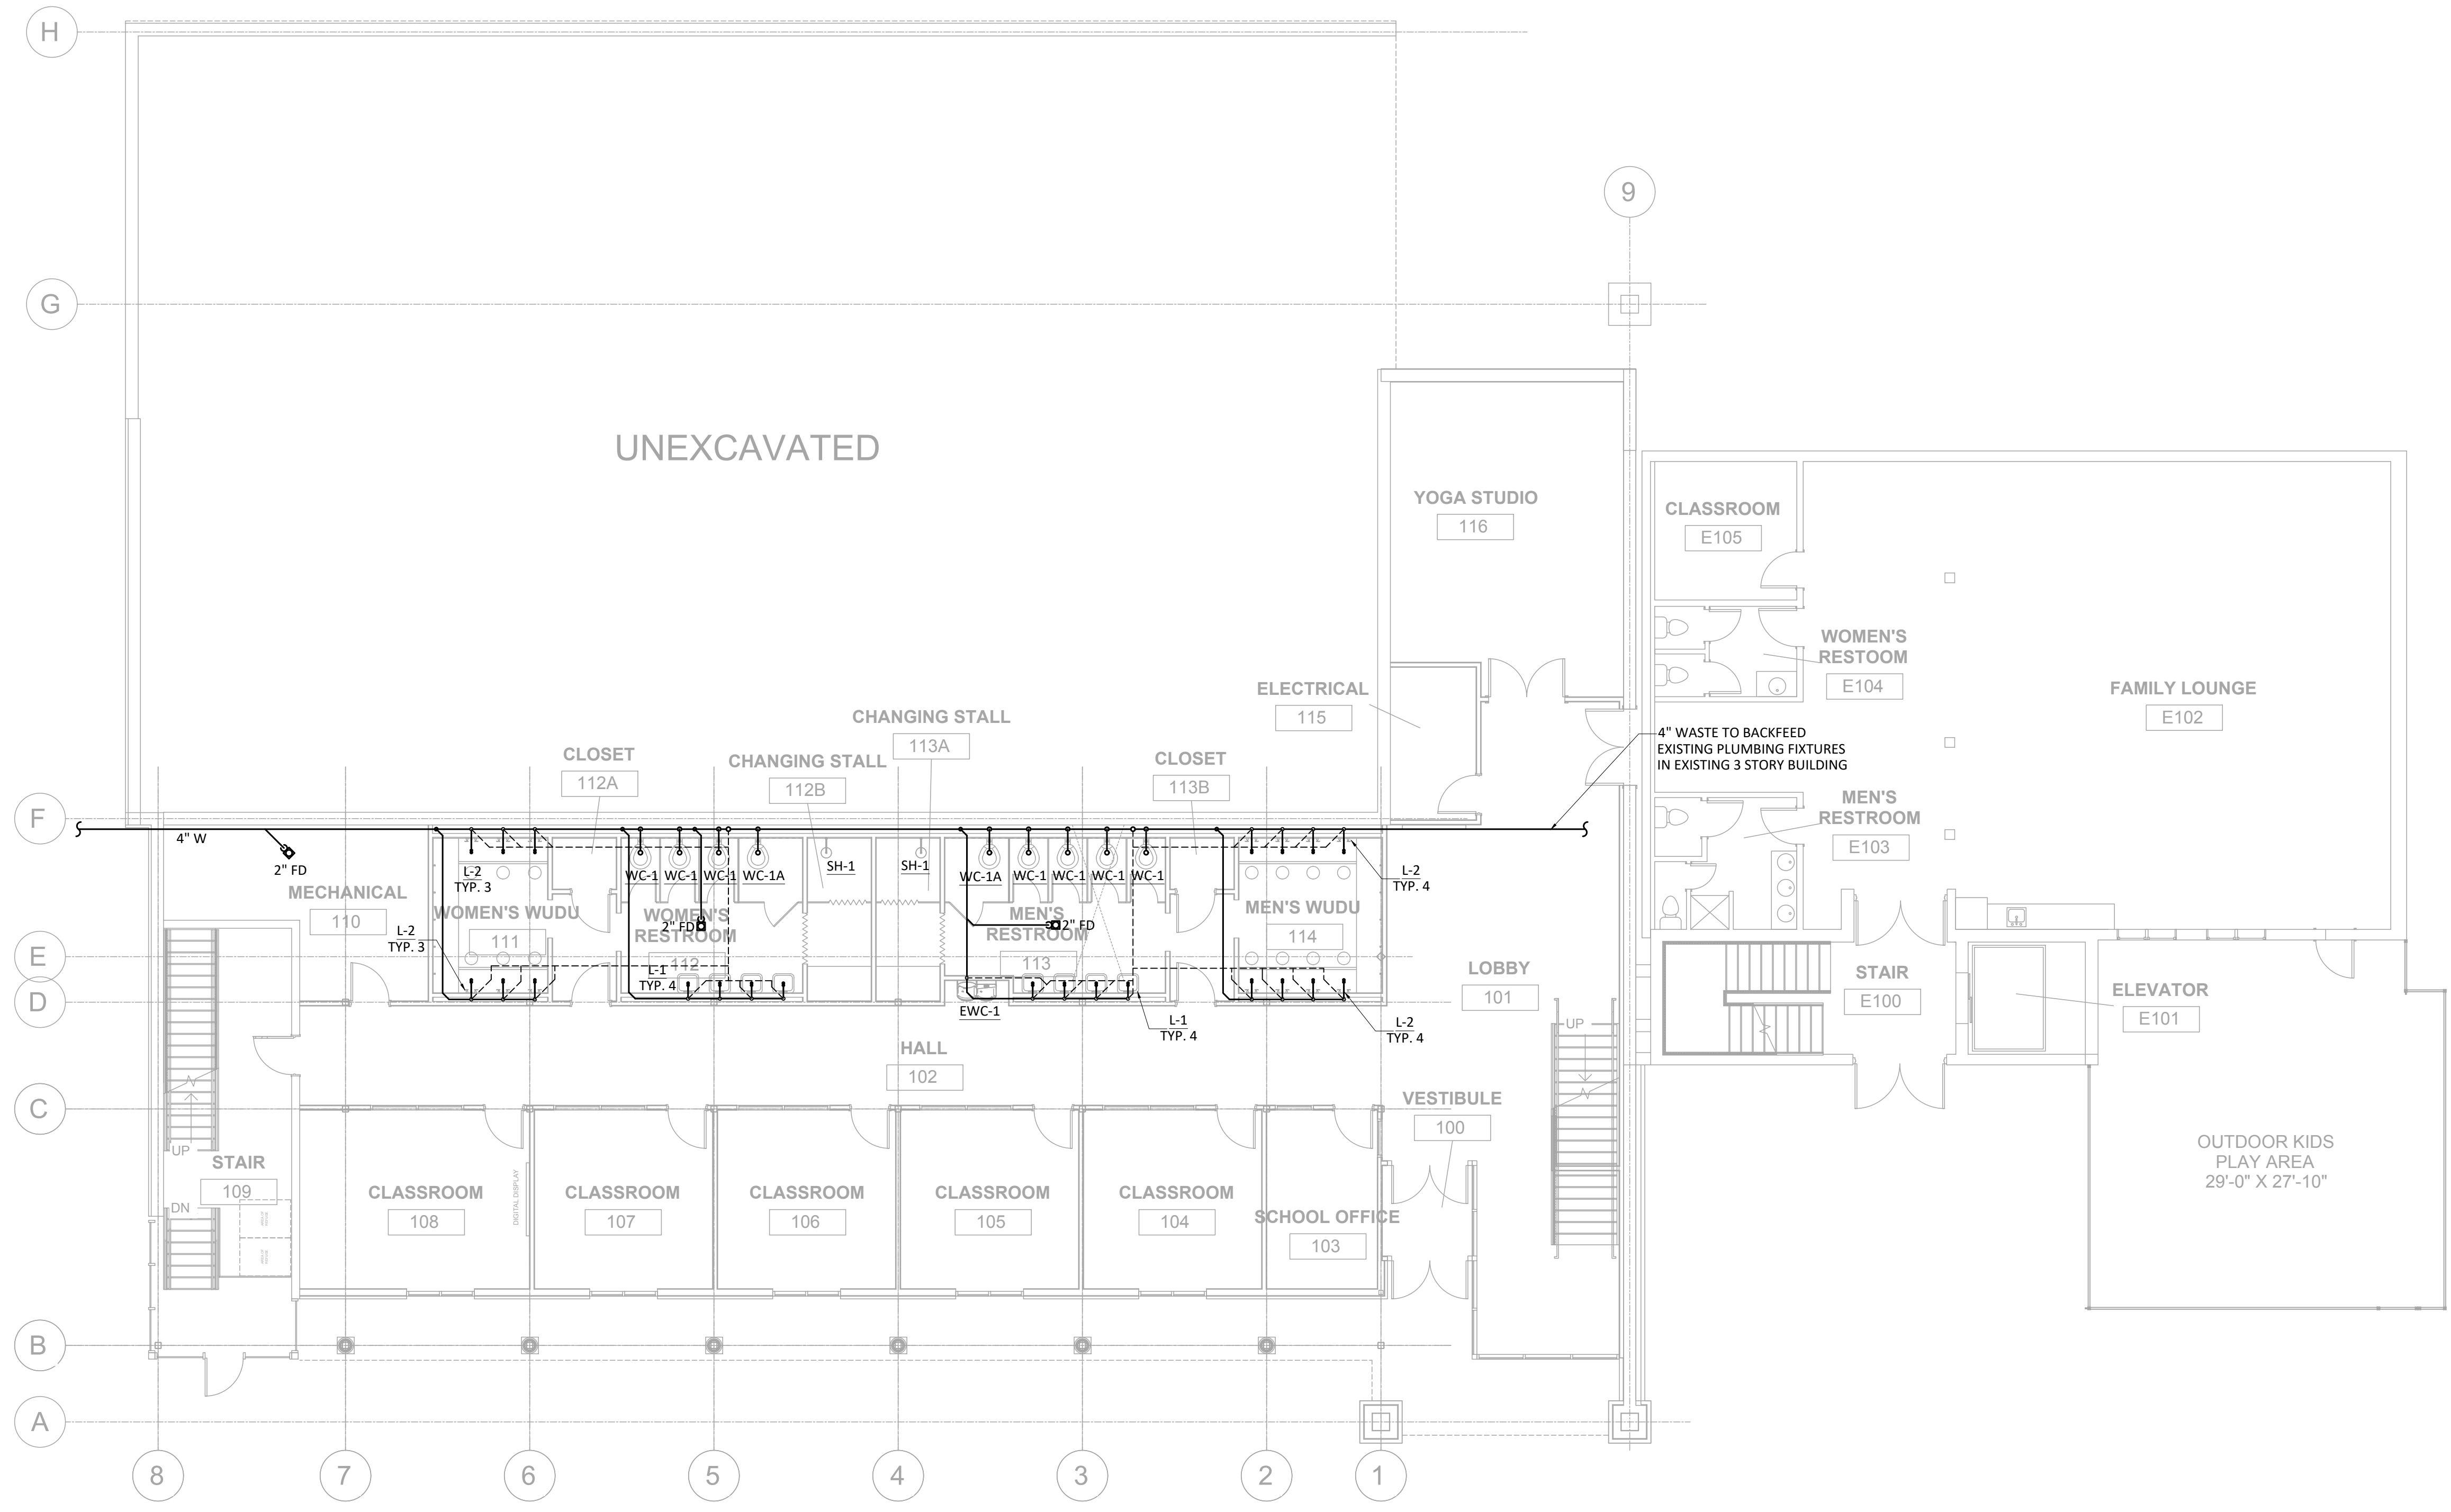 H
9
G
UNEXCAVATED
YOGA STUDIO
116
CLASSROOM
E105
WOMEN'S
RESTOOM
E104
FAMILY LOUNGE
E102
ELECTRICAL
115
CHANGING STALL
113A
CLOSET
112A
CHANGING STALL
112B
CLOSET
113B
4" WASTE TO BACKFEED
EXISTING PLUMBING FIXTURES
IN EXISTING 3 STORY BUILDING
MEN'S
RESTROOM
E103
F
4" W
2" FD
MECHANICAL
110
L-2
TYP. 3
WOMEN'S WUDU
111
L-2
TYP. 3
WC-1
WC-1
WC-1
WC-1A
SH-1
SH-1
WC-1A
WC-1
WC-1
WC-1
WC-1
L-2
TYP. 4
WOMEN'S
RESTROOM
112
2" FD
L-1
TYP. 4
MEN'S
RESTROOM
113
2" FD
MEN'S WUDU
114
E
D
EWC-1
L-1
TYP. 4
L-2
TYP. 4
LOBBY
101
STAIR
E100
ELEVATOR
E101
UP
HALL
102
C
VESTIBULE
100
UP
STAIR
109
DN
DIGITAL DISPLAY
CLASSROOM
108
CLASSROOM
107
CLASSROOM
106
CLASSROOM
105
CLASSROOM
104
SCHOOL OFFICE
103
OUTDOOR KIDS
PLAY AREA
29'-0" X 27'-10"
B
A
8
7
6
5
4
3
2
1